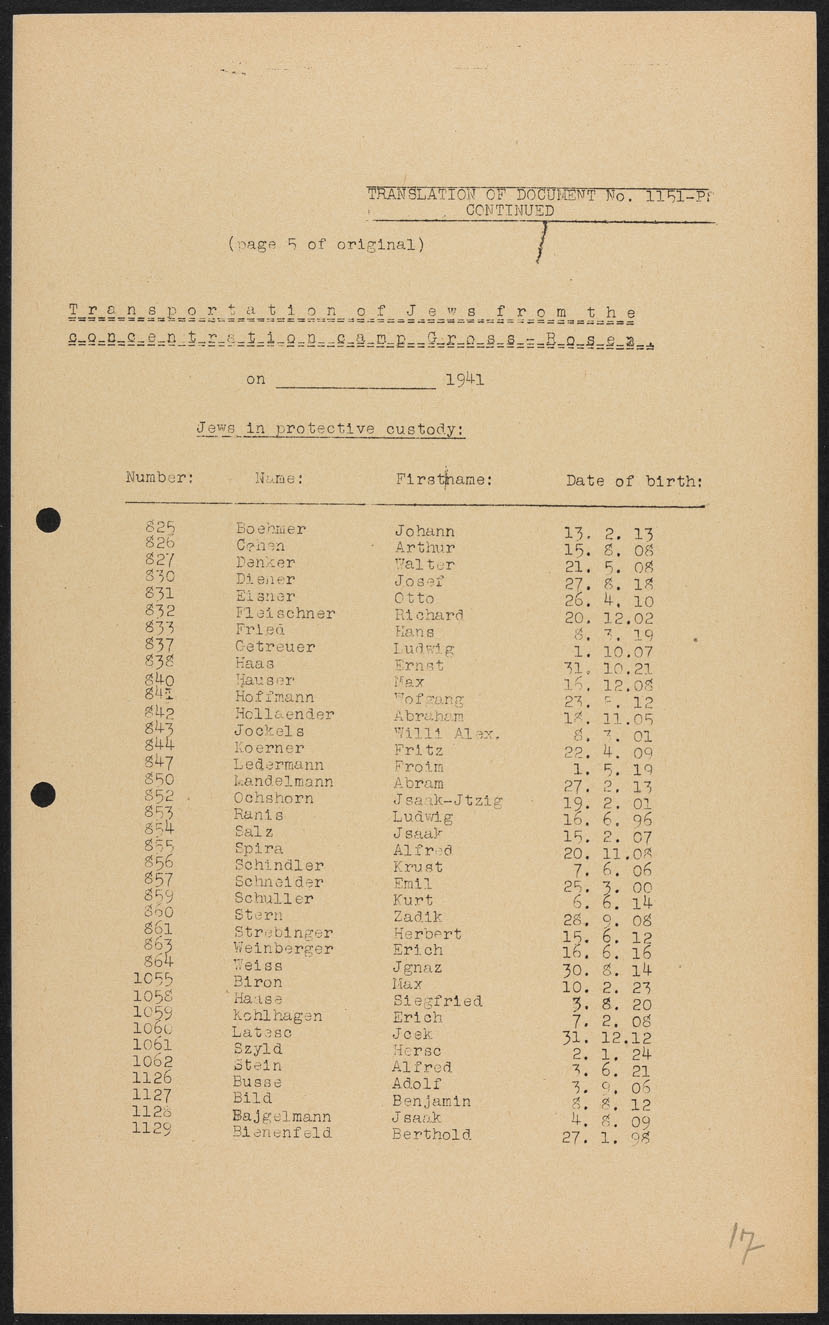 TRANSLATION OF DOCUMENT No. 1151-P
CONTINUED
(page 5 of original)
Transportation of Jews from the
concentration camp Gross-Rosen.
on ____________ 1941
Jews in protective custody:
Number: Name: Firstname: Date of birth:
825 Boehmer Johann 13. 2. 13
826 Cohen Arthur 15. 8. 08
827 Denker Walter 21. 5. 08
830 Diener Josef 27. 8. 18
831 Eisner Otto 26. 4. 10
832 Fleischner Richard 20. 12.02
833 Fried Hans 8. 3. 19
837 Getreuer Ludwig 1. 10.07
838 Haas Ernst 31. 10.21
840 Hauser Max 16. 12.08
841 Hoffmann Wofgang 23. 12
842 Hollaender Abraham 18. 11.05
843 Jockels Willi Alex. 8. 3. 01
844 Koerner Fritz 22. 4. 09
847 Ledermann Froim 1. 5. 19
850 Mandelmann Abram 27. 2. 13
852 Ochshorn Jsaak-Jtzig 19. 2. 01
853 Ranis Ludwig 16. 6. 96
854 Salz Jsaak 15. 2. 07
855 Spira Alfred 20. 11.08
856 Schindler Krust 7. 6. 06
857 Schneider Emil 25. 3. 00
859 Schuller Kurt 6. 6. 14
860 Stern Zadik 28. 9. 08
861 Strebinger Herbert 15. 6. 12
863 Weinberger Erich 16. 6. 16
864 Weiss Jgnaz 30. 8. 14
1055 Biron Max 10. 2. 23
1058 Haase Siegfried 3. 8. 20
1059 Kohlhagen Erich 7. 2. 08
1060 Latesc Jcek 31. 12.12
1061 Szyld Hersc 2. 1. 24
1062 Stein Alfred 3. 6. 21
1126 Busse Adolf 3. 9. 06
1127 Bild Benjamin 8. 8. 12
1128 Bajgelmann Jsaak 4. 8. 09
1129 Bienenfeld Berthold 27. 1. 98
17